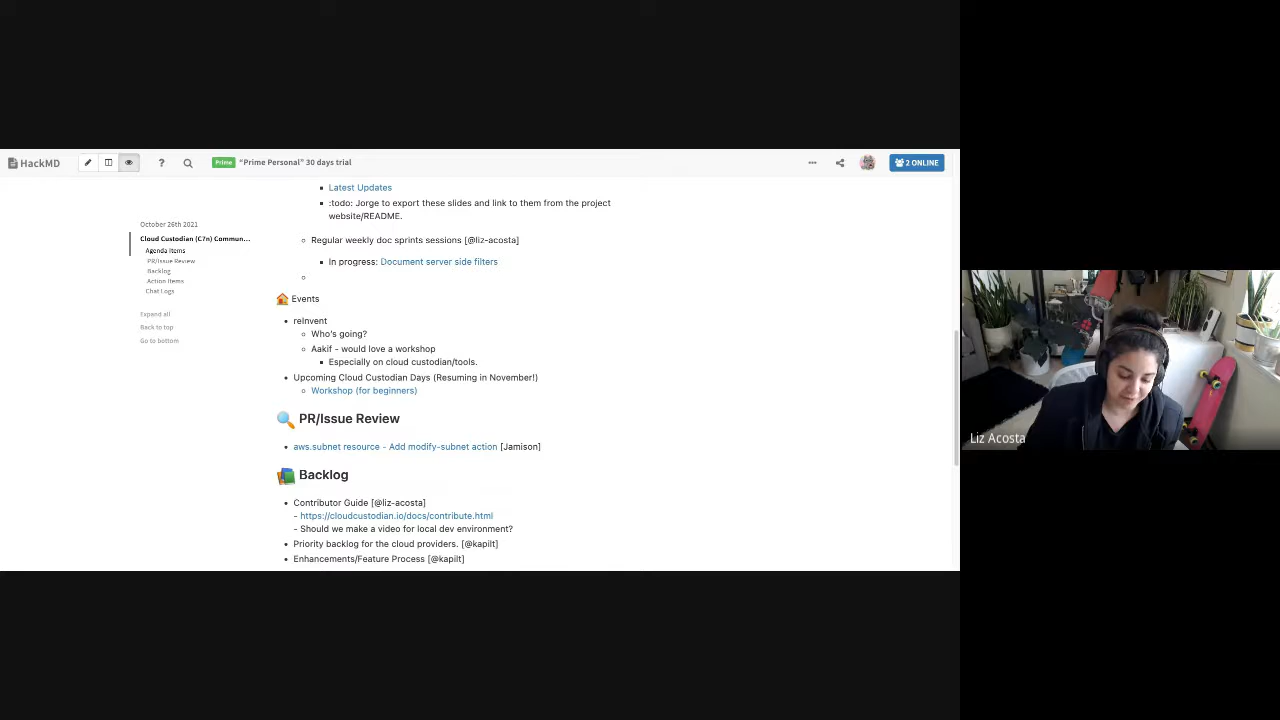 HackMD
?
Prime
“Prime Personal” 30 days trial
2 ONLINE
October 26th 2021
Cloud Custodian (C7n) Commun...
Agenda Items
PR/Issue Review
Backlog
Action Items
Chat Logs
Expand all
Back to top
Go to bottom
Latest Updates
:todo: Jorge to export these slides and link to them from the project
website/README.
Regular weekly doc sprints sessions [@liz-acosta]
In progress: Document server side filters
Events
reInvent
Who's going?
Aakif - would love a workshop
Especially on cloud custodian/tools.
Upcoming Cloud Custodian Days (Resuming in November!)
Workshop (for beginners)
PR/Issue Review
aws.subnet resource - Add modify-subnet action [Jamison]
Backlog
Contributor Guide [@liz-acosta]
- https://cloudcustodian.io/docs/contribute.html
- Should we make a video for local dev environment?
Priority backlog for the cloud providers. [@kapilt]
Enhancements/Feature Process [@kapilt]
Liz Acosta